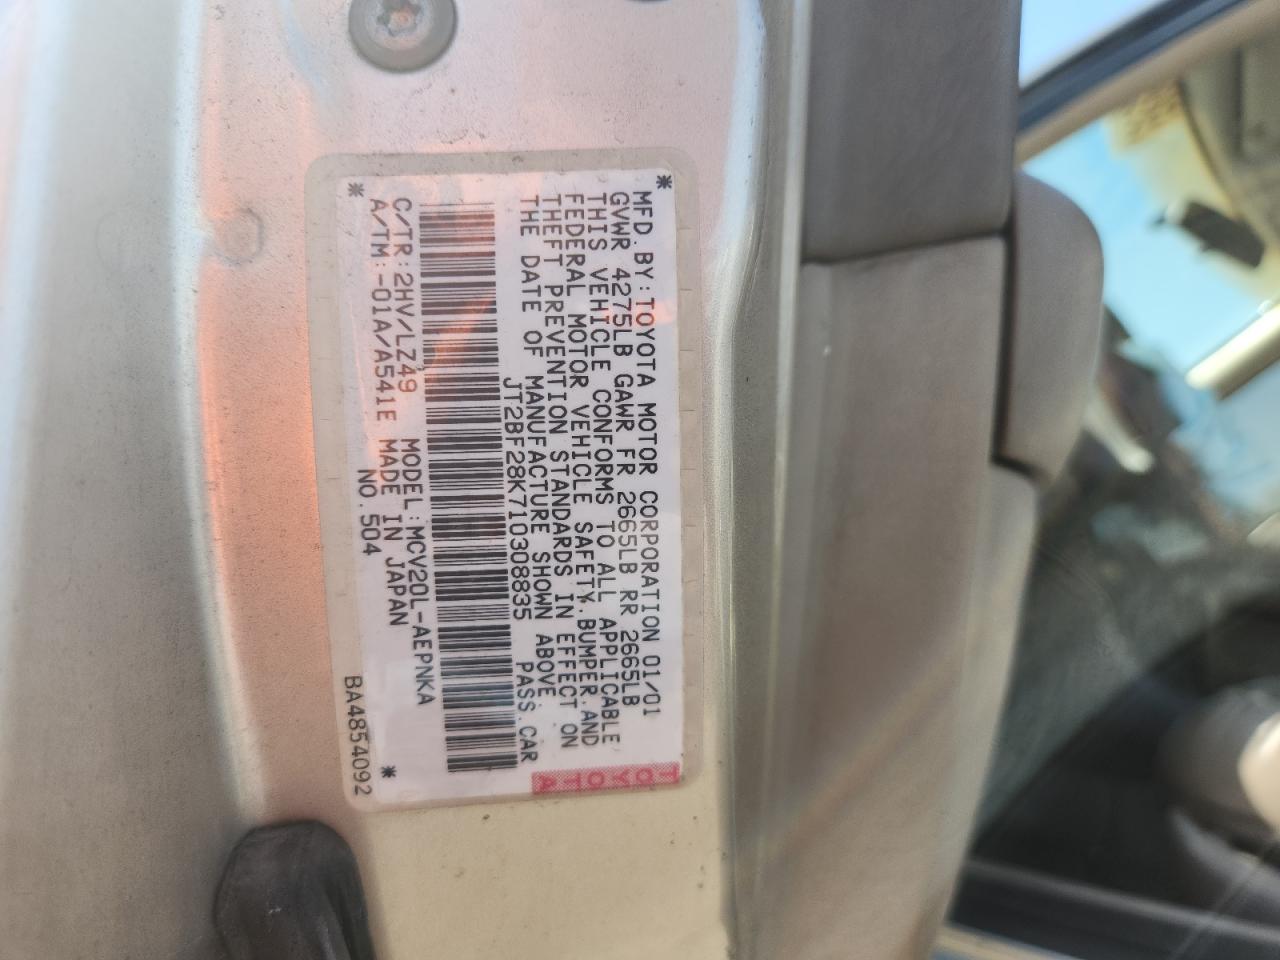 MFD.BY:TOYOTA MOTOR CORPORATION 01/01
GVWR 4275LB GAWR FR 2665LB RR 2665LB
THIS VEHICLE CONFORMS TO ALL APPLICABLE
FEDERAL MOTOR VEHICLE SAFETY,BUMPER,AND
THEFT PREVENTION STANDARDS IN EFFECT ON
THE DATE OF MANUFACTURE SHOWN ABOVE.
JT2BF28K710308835 PASS.CAR
C/TR:2HV/LZ49 MODEL:MCV20L-AEPNKA
A/TM:-01A/A541E MADE IN JAPAN
NO.504
BA4854092
TOYOTA